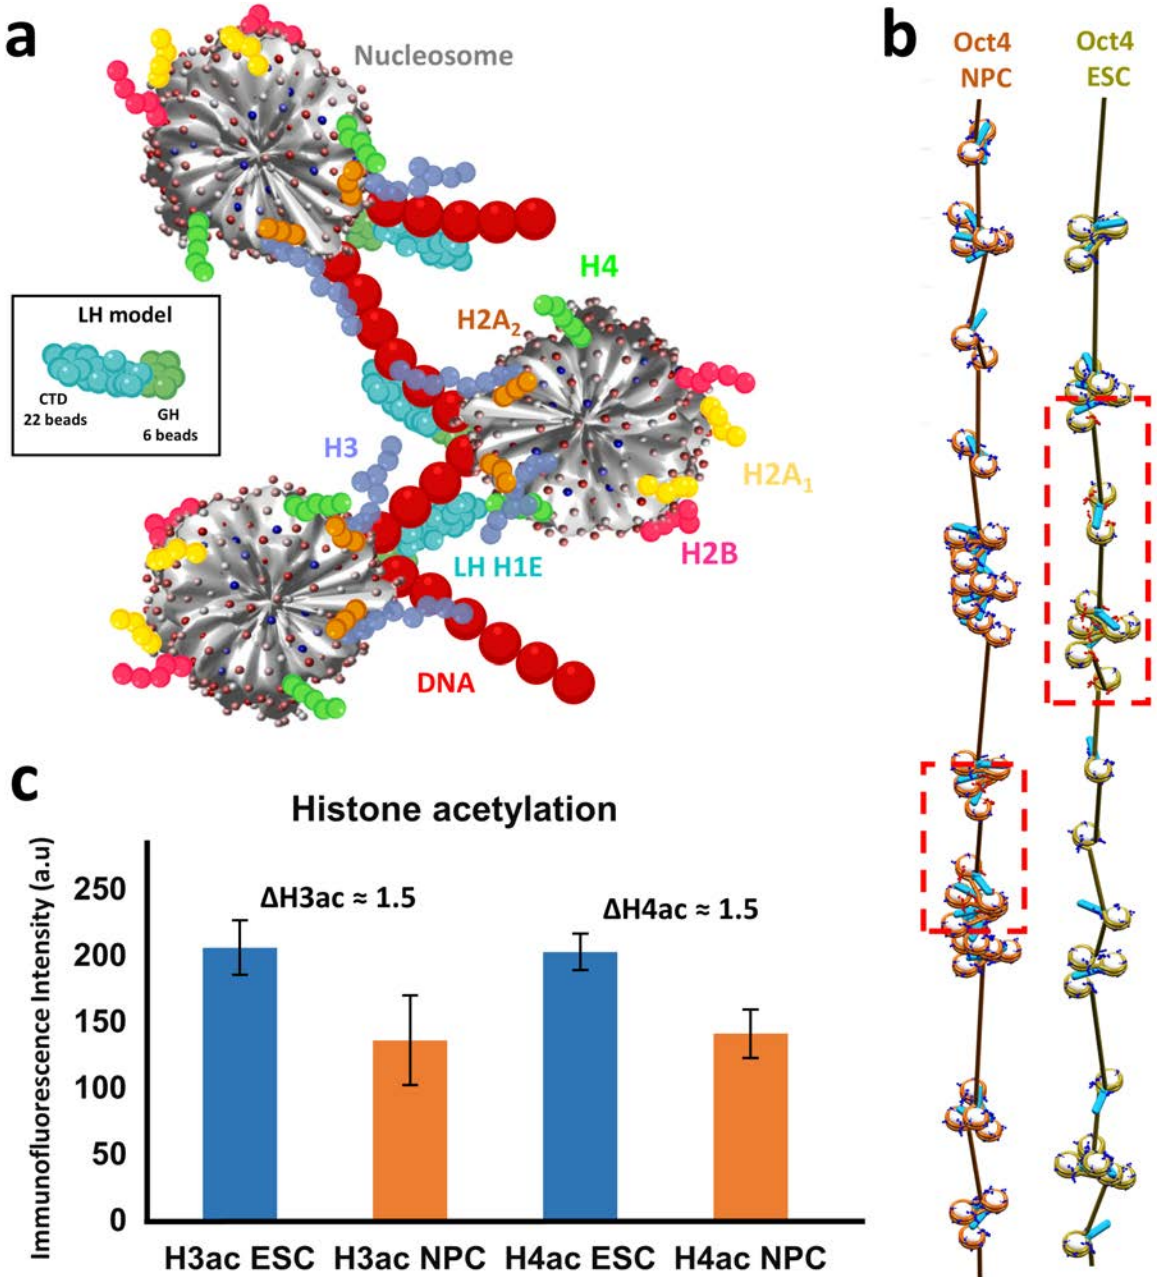 a
Nucleosome
H4
H2A₂
LH model
CTD
22 beads
GH
6 beads
H3
H2A₁
LH H1E
H2B
DNA
b
Oct4
NPC
Oct4
ESC
c
Histone acetylation
Immunofluorescence Intensity (a.u)
250
200
150
100
50
0
ΔH3ac ≈ 1.5
ΔH4ac ≈ 1.5
H3ac ESC
H3ac NPC
H4ac ESC
H4ac NPC